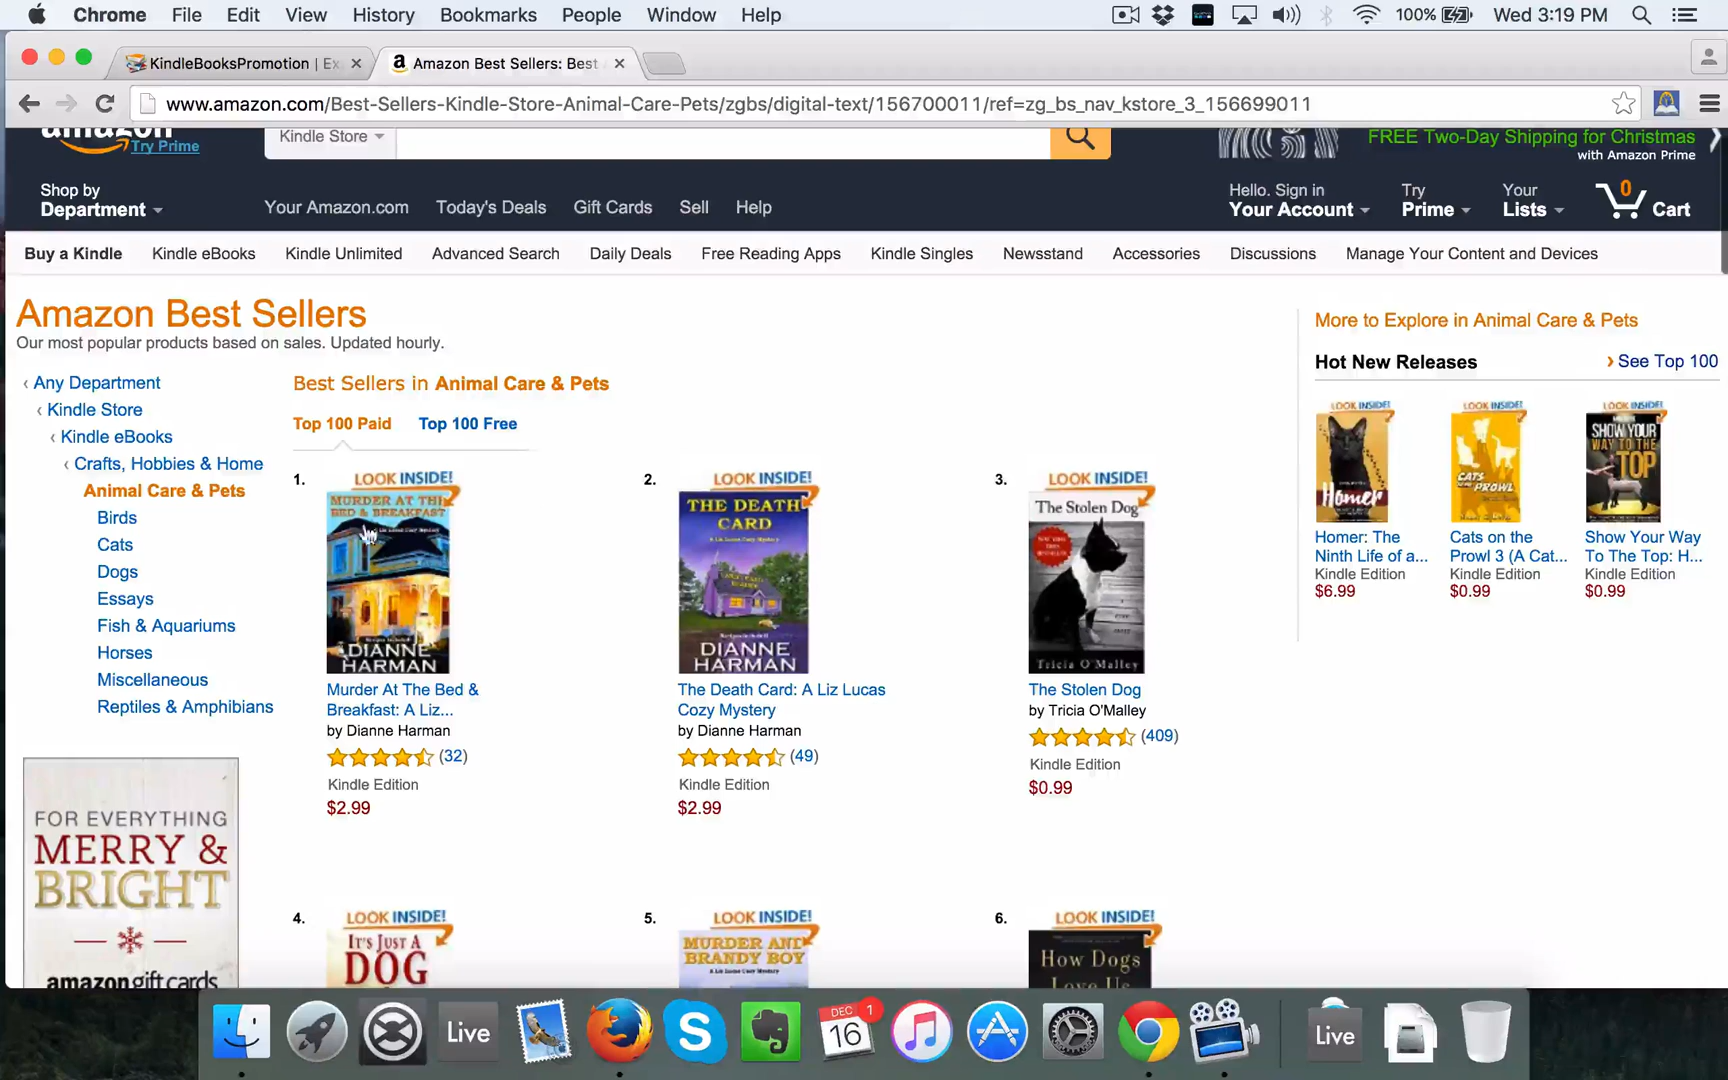 Chrome File Edit View History Bookmarks People Window Help 100% Wed 3:19 PM
KindleBooksPromotion | Ex
Amazon Best Sellers: Best
www.amazon.com/Best-Sellers-Kindle-Store-Animal-Care-Pets/zgbs/digital-text/156700011/ref=zg_bs_nav_kstore_3_156699011
amazon
Try Prime
Kindle Store
FREE Two-Day Shipping for Christmas
with Amazon Prime
Shop by
Department
Your Amazon.com Today's Deals Gift Cards Sell Help
Hello. Sign in
Your Account
Try
Prime
Your
Lists
0
Cart
Buy a Kindle Kindle eBooks Kindle Unlimited Advanced Search Daily Deals Free Reading Apps Kindle Singles Newsstand Accessories Discussions Manage Your Content and Devices
Amazon Best Sellers
Our most popular products based on sales. Updated hourly.
‹ Any Department
‹ Kindle Store
‹ Kindle eBooks
‹ Crafts, Hobbies & Home
Animal Care & Pets
Birds
Cats
Dogs
Essays
Fish & Aquariums
Horses
Miscellaneous
Reptiles & Amphibians
FOR EVERYTHING
MERRY &
BRIGHT
amazon gift cards
Best Sellers in Animal Care & Pets
Top 100 Paid Top 100 Free
1.
LOOK INSIDE!
MURDER AT THE
BED & BREAKFAST
DIANNE
HARMAN
Murder At The Bed &
Breakfast: A Liz...
by Dianne Harman
(32)
Kindle Edition
$2.99
2.
LOOK INSIDE!
THE DEATH
CARD
A Liz Lucas Cozy Mystery
DIANNE
HARMAN
The Death Card: A Liz Lucas
Cozy Mystery
by Dianne Harman
(49)
Kindle Edition
$2.99
3.
LOOK INSIDE!
The Stolen Dog
Tricia O'Malley
The Stolen Dog
by Tricia O'Malley
(409)
Kindle Edition
$0.99
4.
LOOK INSIDE!
IT'S JUST A
DOG
5.
LOOK INSIDE!
MURDER AND
BRANDY BOY
A Liz Lucas Cozy Mystery
6.
LOOK INSIDE!
How Dogs
Love Us
More to Explore in Animal Care & Pets
Hot New Releases
› See Top 100
LOOK INSIDE!
Homer
Homer: The
Ninth Life of a...
Kindle Edition
$6.99
LOOK INSIDE!
CATS
PROWL
Cats on the
Prowl 3 (A Cat...
Kindle Edition
$0.99
LOOK INSIDE!
SHOW YOUR
WAY TO THE
TOP
Show Your Way
To The Top: H...
Kindle Edition
$0.99
Live
DEC
16
1
Live